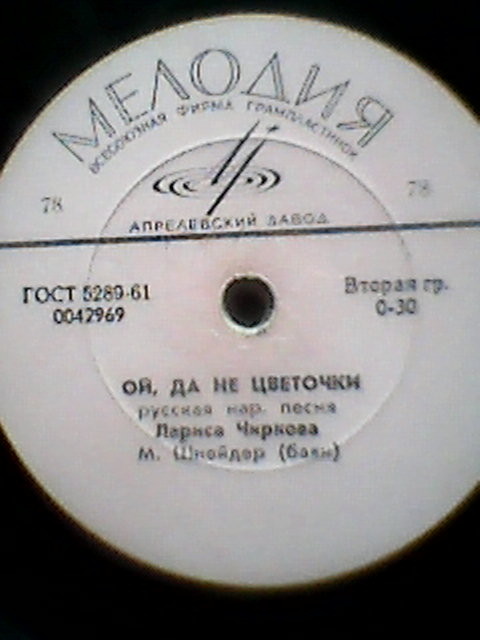 МЕЛОДИЯ
ВСЕСОЮЗНАЯ ФИРМА ГРАМПЛАСТИНОК
78 78
АПРЕЛЕВСКИЙ ЗАВОД
ГОСТ 5289-61
0042969
Вторая гр.
0-30
ОЙ, ДА НЕ ЦВЕТОЧКИ
русская нар. песня
Лариса Чиркова
М. Шнейдер (баян)